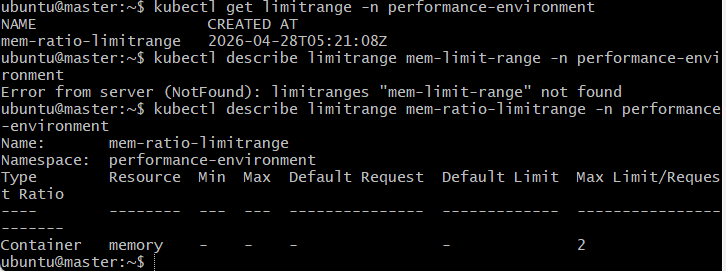 ubuntu@master:~$ kubectl get limitrange -n performance-environment
NAME                 CREATED AT
mem-ratio-limitrange   2026-04-28T05:21:08Z
ubuntu@master:~$ kubectl describe limitrange mem-limit-range -n performance-envi
ronment
Error from server (NotFound): limitranges "mem-limit-range" not found
ubuntu@master:~$ kubectl describe limitrange mem-ratio-limitrange -n performance
-environment
Name:       mem-ratio-limitrange
Namespace:  performance-environment
Type        Resource  Min  Max  Default Request  Default Limit  Max Limit/Reques
t Ratio
----        --------  ---  ---  ---------------  -------------  ----------------
-------
Container   memory    -    -    -                -              2
ubuntu@master:~$